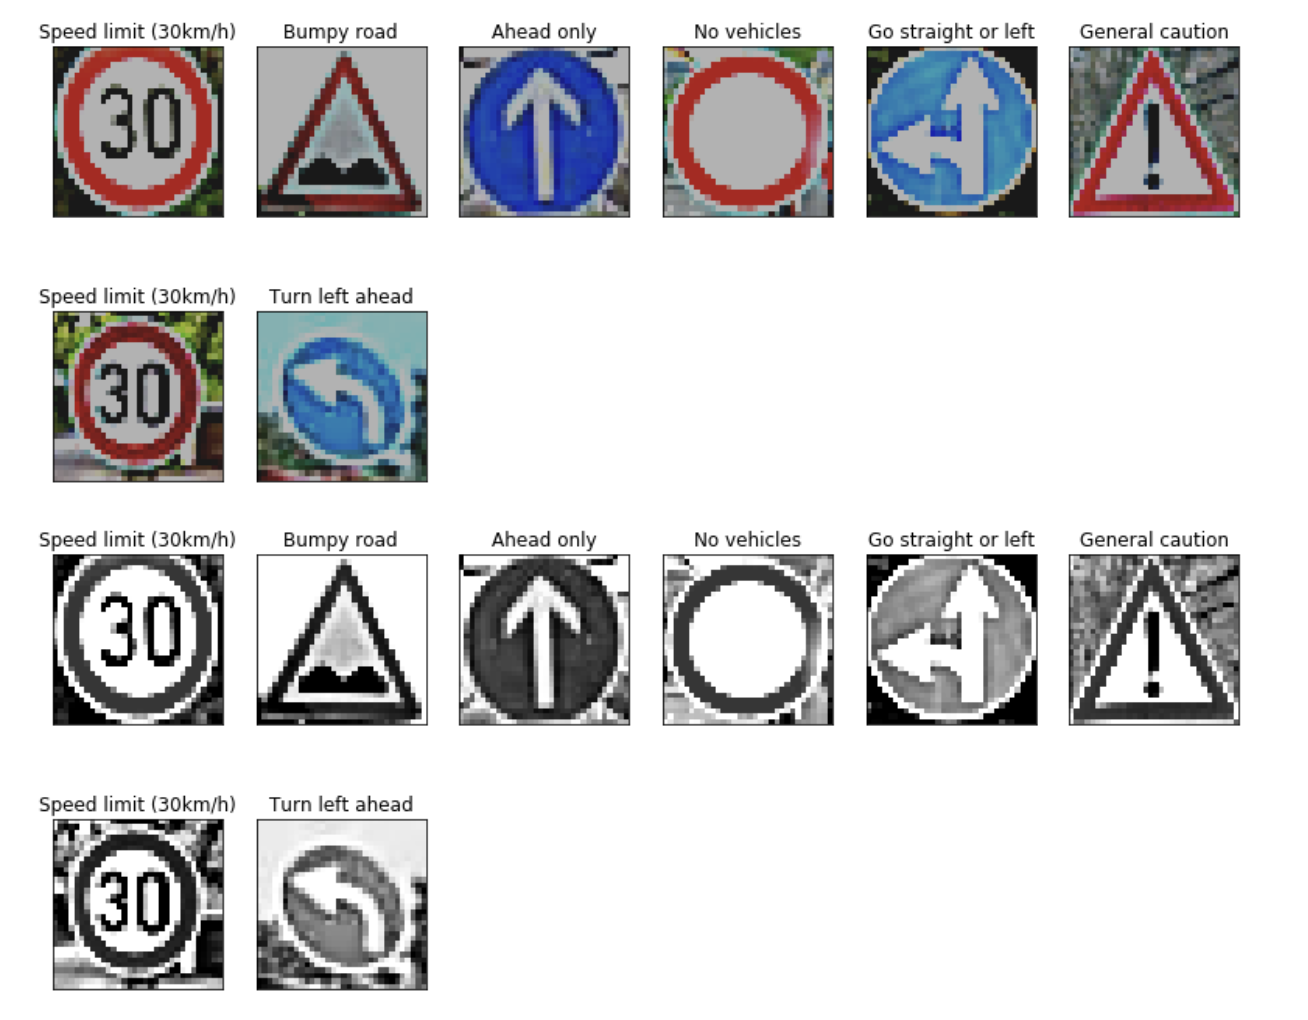 Speed limit (30km/h) Bumpy road Ahead only No vehicles Go straight or left General caution
30
Speed limit (30km/h) Turn left ahead
30
Speed limit (30km/h) Bumpy road Ahead only No vehicles Go straight or left General caution
30
Speed limit (30km/h) Turn left ahead
30